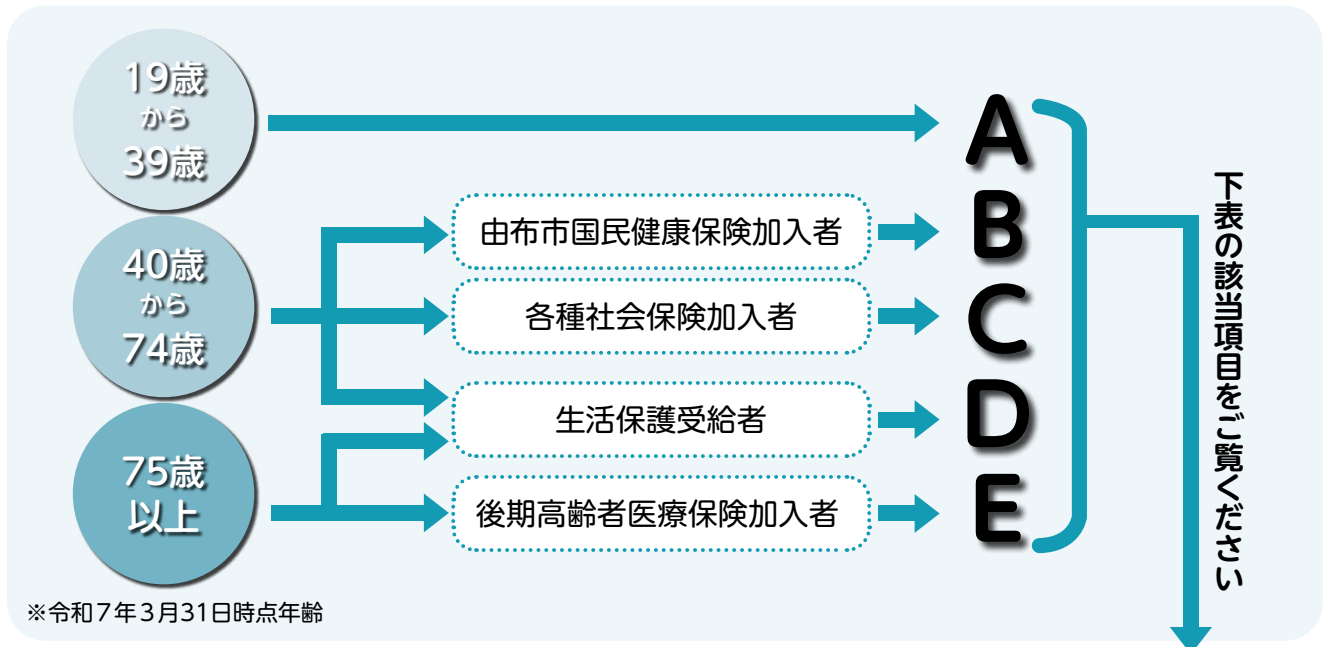 19歳
から
39歳
A
40歳
から
74歳
由布市国民健康保険加入者
B
各種社会保険加入者
C
生活保護受給者
D
75歳
以上
後期高齢者医療保険加入者
E
下表の該当項目をご覧ください
※令和7年3月31日時点年齢